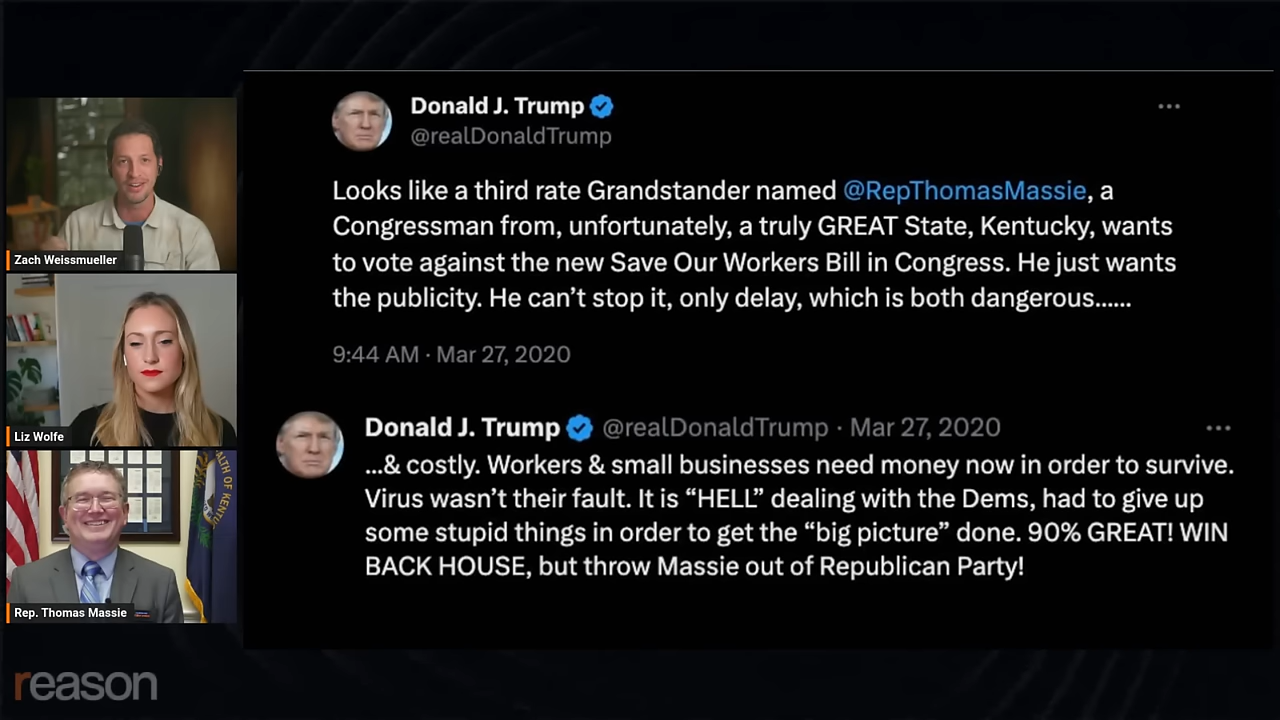 Donald J. Trump
@realDonaldTrump
Looks like a third rate Grandstander named @RepThomasMassie, a
Congressman from, unfortunately, a truly GREAT State, Kentucky, wants
to vote against the new Save Our Workers Bill in Congress. He just wants
the publicity. He can’t stop it, only delay, which is both dangerous......
9:44 AM · Mar 27, 2020
Donald J. Trump @realDonaldTrump · Mar 27, 2020
...& costly. Workers & small businesses need money now in order to survive.
Virus wasn’t their fault. It is “HELL” dealing with the Dems, had to give up
some stupid things in order to get the “big picture” done. 90% GREAT! WIN
BACK HOUSE, but throw Massie out of Republican Party!
Zach Weissmueller
Liz Wolfe
Rep. Thomas Massie
reason